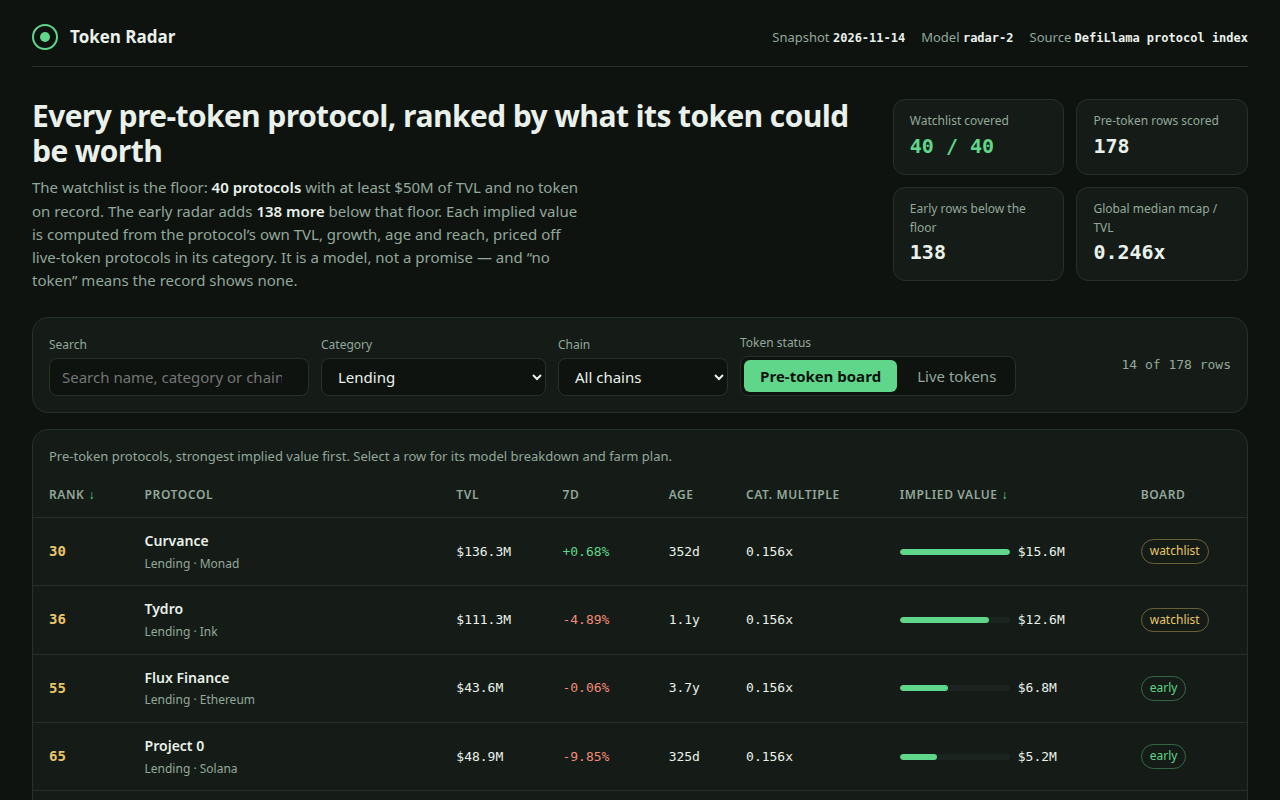 Token Radar
Snapshot 2026-11-14 Model radar-2 Source DefiLlama protocol index
Every pre-token protocol, ranked by what its token could
be worth
The watchlist is the floor: 40 protocols with at least $50M of TVL and no token
on record. The early radar adds 138 more below that floor. Each implied value
is computed from the protocol’s own TVL, growth, age and reach, priced off
live-token protocols in its category. It is a model, not a promise — and “no
token” means the record shows none.
Watchlist covered
40 / 40
Pre-token rows scored
178
Early rows below the
floor
138
Global median mcap /
TVL
0.246x
Search
Search name, category or chain
Category
Lending
Chain
All chains
Token status
Pre-token board
Live tokens
14 of 178 rows
Pre-token protocols, strongest implied value first. Select a row for its model breakdown and farm plan.
RANK ↓ PROTOCOL TVL 7D AGE CAT. MULTIPLE IMPLIED VALUE ↓ BOARD
30 Curvance $136.3M +0.68% 352d 0.156x $15.6M watchlist
Lending · Monad
36 Tydro $111.3M -4.89% 1.1y 0.156x $12.6M watchlist
Lending · Ink
55 Flux Finance $43.6M -0.06% 3.7y 0.156x $6.8M early
Lending · Ethereum
65 Project 0 $48.9M -9.85% 325d 0.156x $5.2M early
Lending · Solana